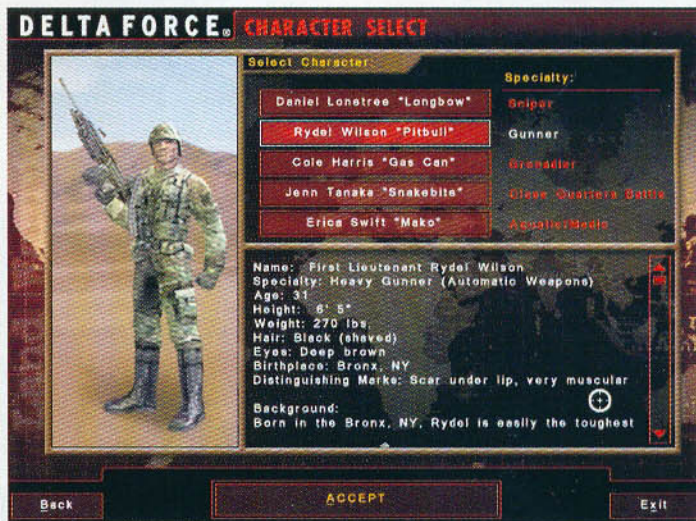 DELTA FORCE® CHARACTER SELECT
Select Character:
Specialty:
Daniel Lonetree "Longbow"
Sniper
Rydel Wilson "Pitbull"
Gunner
Cole Harris "Gas Can"
Grenadier
Jenn Tanaka "Snakebite"
Close Quarters Battle
Erica Swift "Mako"
Aquatic/Medic
Name: First Lieutenant Rydel Wilson
Specialty: Heavy Gunner (Automatic Weapons)
Age: 31
Height: 6' 5"
Weight: 270 lbs.
Hair: Black (shaved)
Eyes: Deep brown
Birthplace: Bronx, NY
Distinguishing Marks: Scar under lip, very muscular
Background:
Born in the Bronx, NY, Rydel is easily the toughest
Back
ACCEPT
Exit